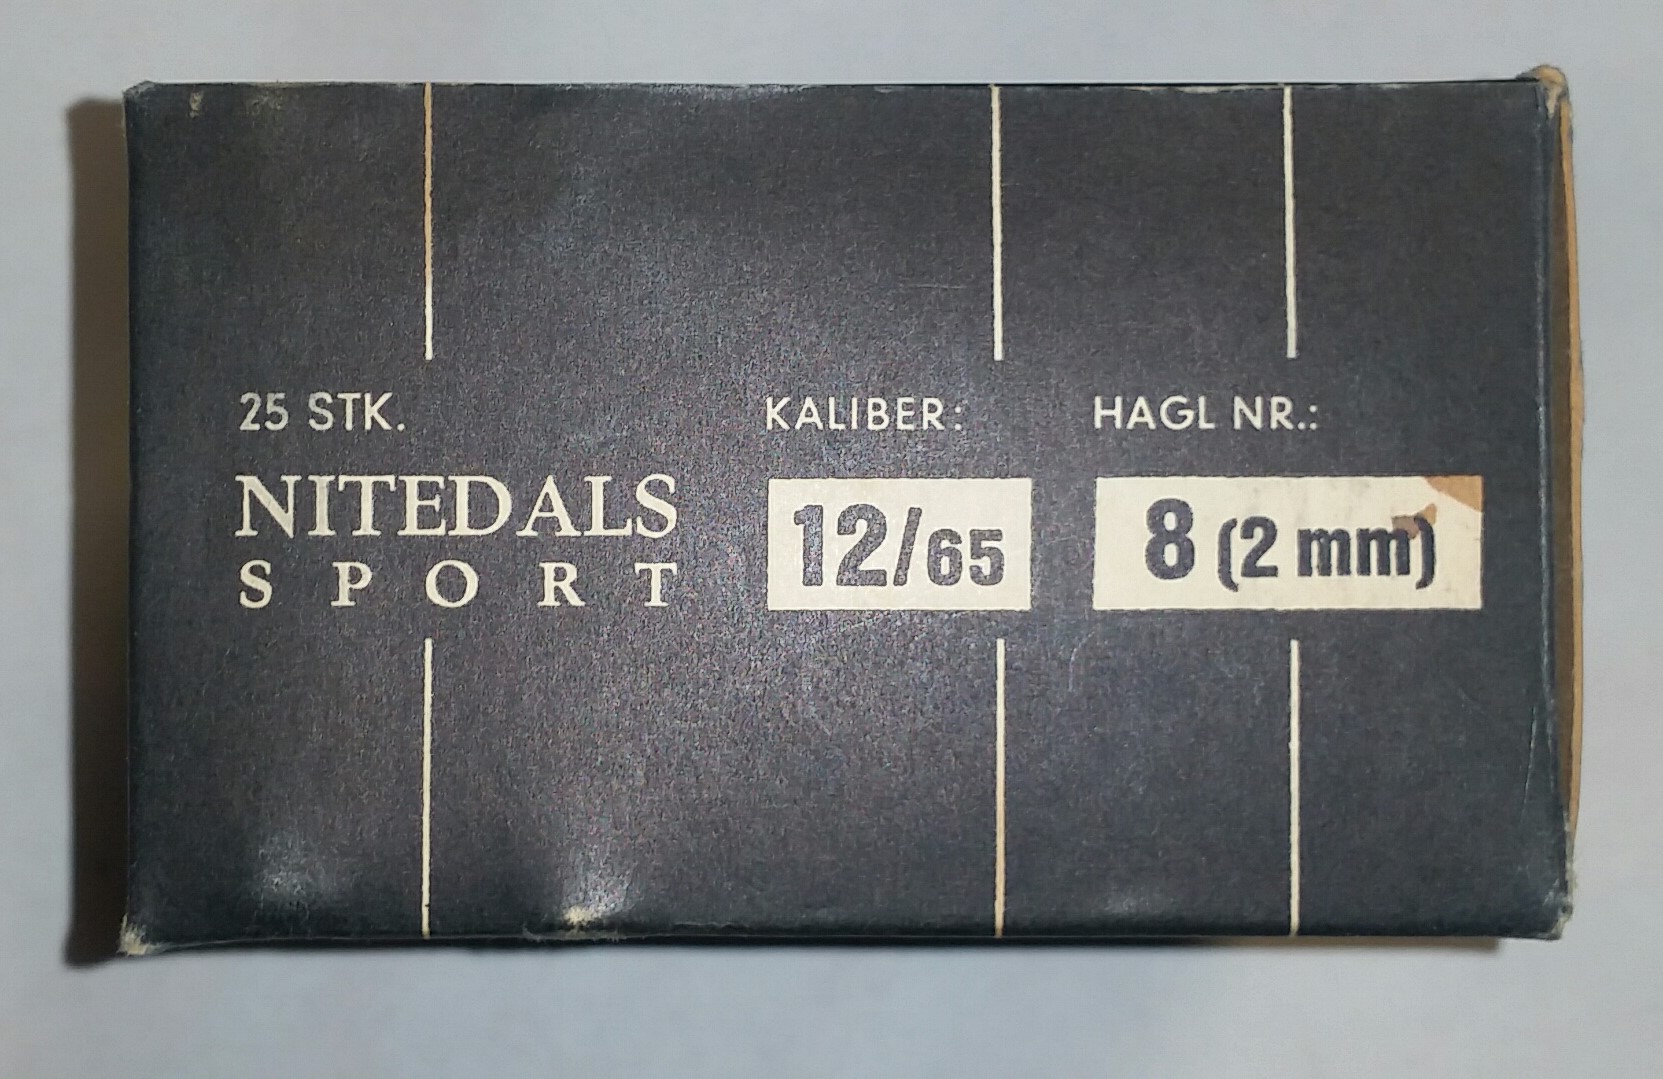 25 STK.
NITEDALS
SPORT
KALIBER:
12/65
HAGL NR.:
8 (2 mm)